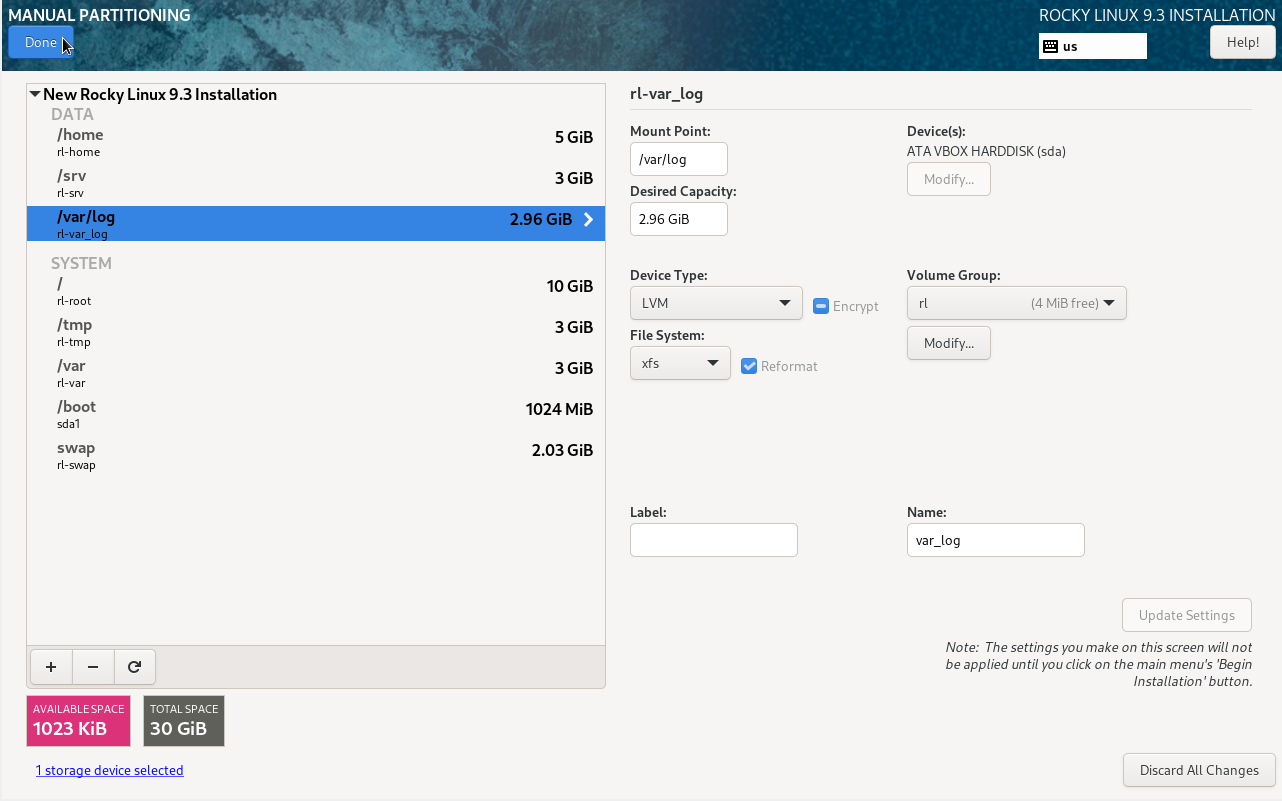 MANUAL PARTITIONING
ROCKY LINUX 9.3 INSTALLATION
Done
us
Help!
New Rocky Linux 9.3 Installation
DATA
/home
5 GiB
rl-home
/srv
3 GiB
rl-srv
/var/log
2.96 GiB
rl-var_log
SYSTEM
/
10 GiB
rl-root
/tmp
3 GiB
rl-tmp
/var
3 GiB
rl-var
/boot
1024 MiB
sda1
swap
2.03 GiB
rl-swap
+
−
AVAILABLE SPACE
1023 KiB
TOTAL SPACE
30 GiB
1 storage device selected
rl-var_log
Mount Point:
/var/log
Device(s):
ATA VBOX HARDDISK (sda)
Modify...
Desired Capacity:
2.96 GiB
Device Type:
LVM
Encrypt
Volume Group:
rl (4 MiB free)
Modify...
File System:
xfs
Reformat
Label:
Name:
var_log
Update Settings
Note: The settings you make on this screen will not
be applied until you click on the main menu's 'Begin
Installation' button.
Discard All Changes